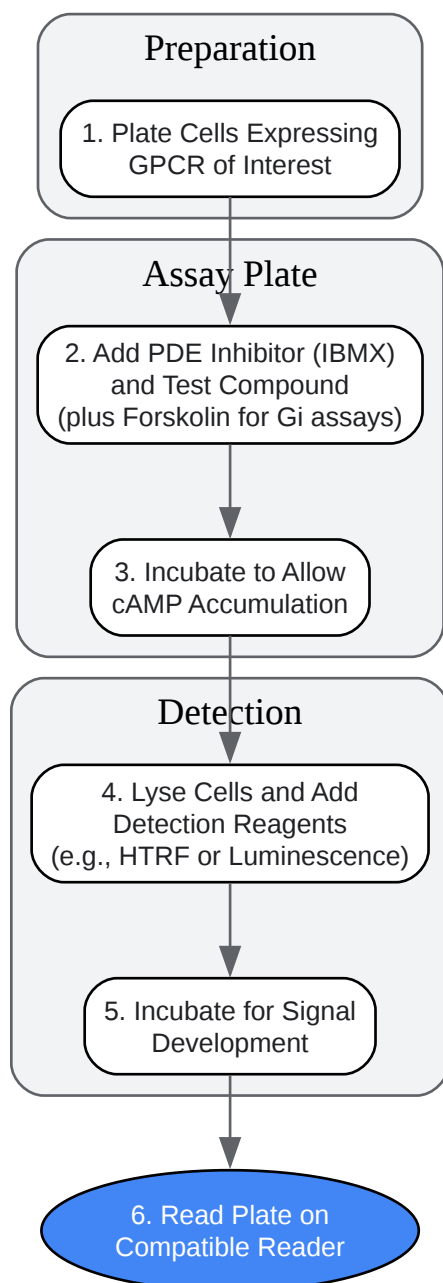 Preparation
1. Plate Cells Expressing
GPCR of Interest
Assay Plate
2. Add PDE Inhibitor (IBMX)
and Test Compound
(plus Forskolin for Gi assays)
3. Incubate to Allow
cAMP Accumulation
Detection
4. Lyse Cells and Add
Detection Reagents
(e.g., HTRF or Luminescence)
5. Incubate for Signal
Development
6. Read Plate on
Compatible Reader